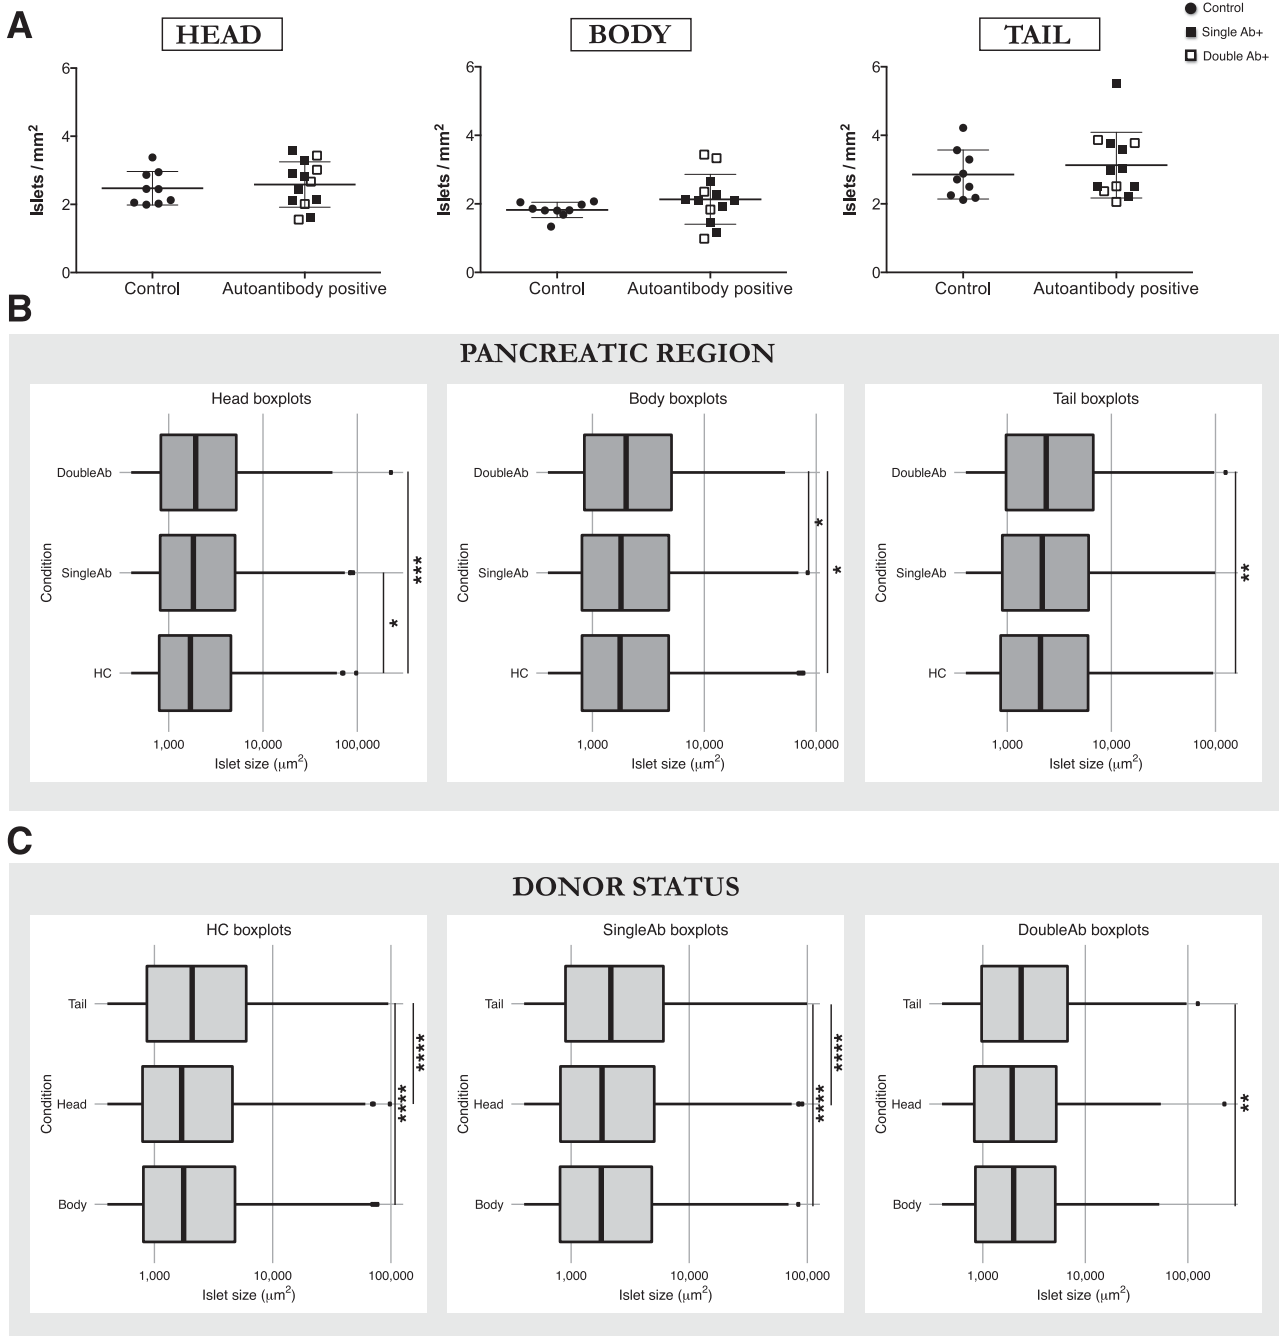 A
HEAD
BODY
TAIL
Control
Single Ab+
Double Ab+
Islets / mm²
6
4
2
0
Control
Autoantibody positive
Islets / mm²
6
4
2
0
Control
Autoantibody positive
Islets / mm²
6
4
2
0
Control
Autoantibody positive
B
PANCREATIC REGION
Head boxplots
Condition
DoubleAb
SingleAb
HC
***
*
1,000 10,000 100,000
Islet size (μm²)
Body boxplots
Condition
DoubleAb
SingleAb
HC
*
*
1,000 10,000 100,000
Islet size (μm²)
Tail boxplots
Condition
DoubleAb
SingleAb
HC
**
1,000 10,000 100,000
Islet size (μm²)
C
DONOR STATUS
HC boxplots
Condition
Tail
Head
Body
****
****
1,000 10,000 100,000
Islet size (μm²)
SingleAb boxplots
Condition
Tail
Head
Body
****
****
1,000 10,000 100,000
Islet size (μm²)
DoubleAb boxplots
Condition
Tail
Head
Body
**
1,000 10,000 100,000
Islet size (μm²)